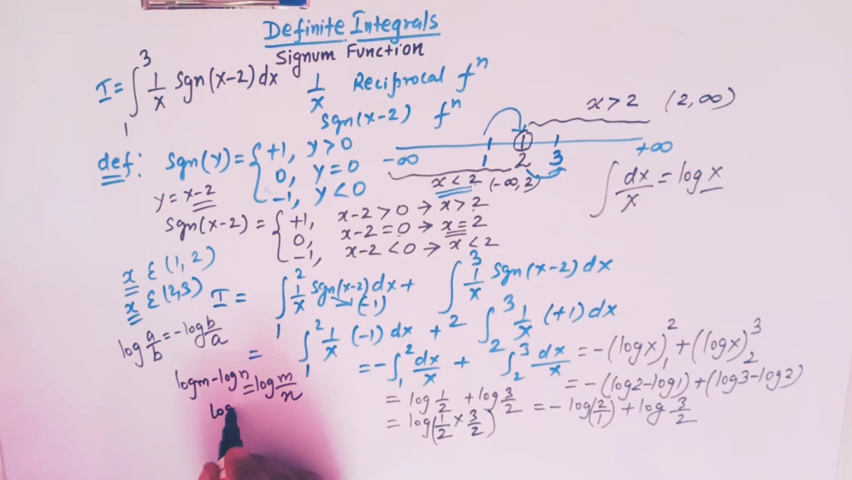 Definite Integrals
Signum Function
I = ∫₁³ 1/x Sgn(x-2) dx
1/x Reciprocal fⁿ
Sgn(x-2) fⁿ
def: Sgn(y) = { +1, y>0
0, y=0
-1, y<0
y = x-2
Sgn(x-2) = { +1, x-2>0 → x>2
0, x-2=0 → x=2
-1, x-2<0 → x<2
x>2 (2,∞)
-∞ 1 1 2 3 +∞
x<2 (-∞,2)
∫ dx/x = log x
x ε (1, 2)
x ε (2,3)
I = ∫₁² 1/x Sgn(x-2) dx + ∫₂³ 1/x Sgn(x-2) dx
(-1)
= ∫₁² 1/x (-1) dx + ∫₂³ 1/x (+1) dx
= -∫₁² dx/x + ∫₂³ dx/x = -(log x)₁² + (log x)₂³
= -(log2-log1) + (log3-log2)
= -log(2/1) + log 3/2
= log 1/2 + log 3/2
= log(1/2 × 3/2)
log a/b = -log b/a
log m - log n = log m/n
log